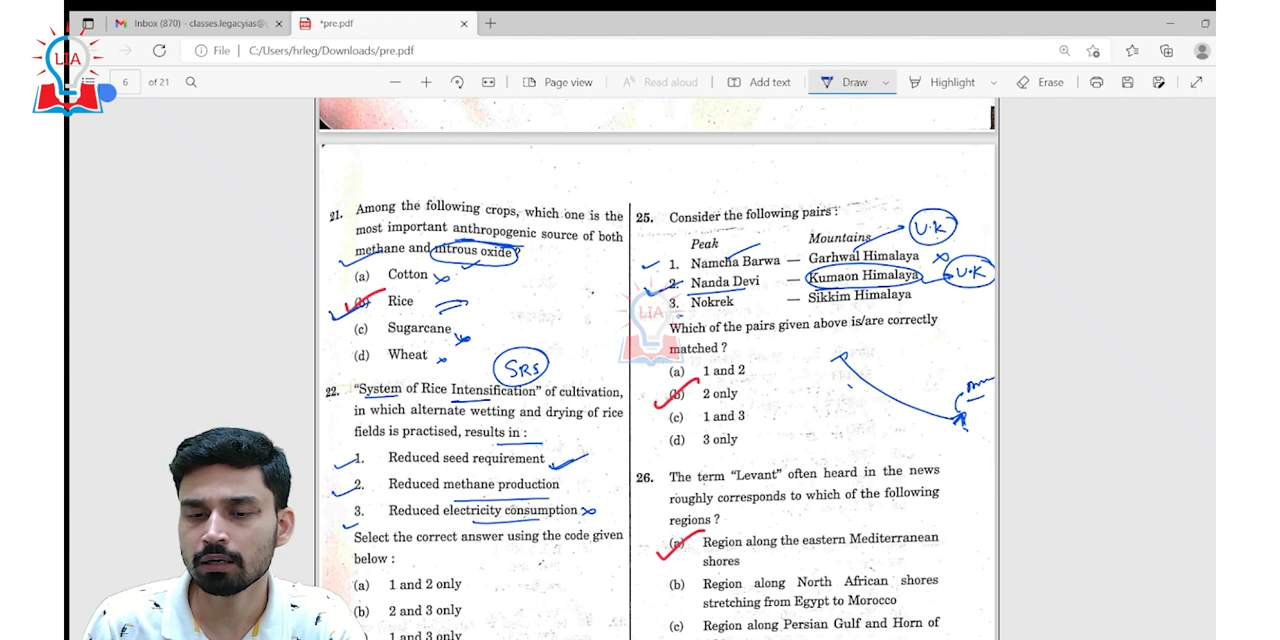 Inbox (870) - classes.legacyias@g
*pre.pdf
File
C:/Users/hrleg/Downloads/pre.pdf
LIA
6
of 21
Page view
Read aloud
Add text
Draw
Highlight
Erase
21. Among the following crops, which one is the
most important anthropogenic source of both
methane and nitrous oxide?
(a) Cotton
(b) Rice
(c) Sugarcane
(d) Wheat
SRS
22. "System of Rice Intensification" of cultivation,
in which alternate wetting and drying of rice
fields is practised, results in :
1. Reduced seed requirement
2. Reduced methane production
3. Reduced electricity consumption
Select the correct answer using the code given
below :
(a) 1 and 2 only
(b) 2 and 3 only
1 and 3 only
25. Consider the following pairs :
U.K
Peak Mountains
1. Namcha Barwa — Garhwal Himalaya
2. Nanda Devi — Kumaon Himalaya
U.K
3. Nokrek — Sikkim Himalaya
LIA
Which of the pairs given above is/are correctly
matched ?
(a) 1 and 2
(b) 2 only
(c) 1 and 3
(d) 3 only
26. The term "Levant" often heard in the news
roughly corresponds to which of the following
regions ?
(a) Region along the eastern Mediterranean
shores
(b) Region along North African shores
stretching from Egypt to Morocco
(c) Region along Persian Gulf and Horn of